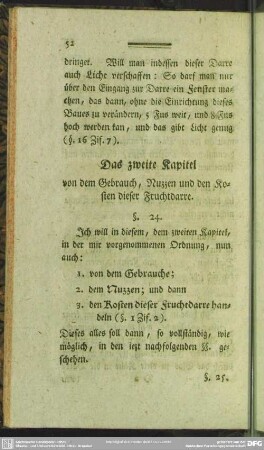 52
dringet. Will man indessen dieser Darre
auch Licht verschaffen: So darf man nur
über den Eingang zur Darre ein Fenster ma-
chen, das dann, ohne die Einrichtung dieses
Baues zu verändern, 5 Fus weit, und 8 Fus
hoch werden kan, und das gibt Licht genug
(§. 16 Zif. 7).
Das zweite Kapitel
von dem Gebrauch, Nuzzen und den Ko-
sten dieser Fruchtdarre.
§. 24.
Ich will in diesem, dem zweiten Kapitel,
in der mir vorgenommenen Ordnung, nun
auch:
1. von dem Gebrauche;
2. dem Nuzzen; und dann
3. den Kosten dieser Fruchtdarre han-
deln (§. 1 Zif. 2).
Dieses alles soll dann, so vollständig, wie
möglich, in den iezt nachfolgenden §§. ge-
schehen.
§. 25.